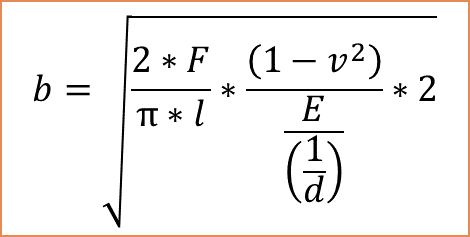 b = √(2 * F / π * l * (1 − v²) / (E / (1/d)) * 2)